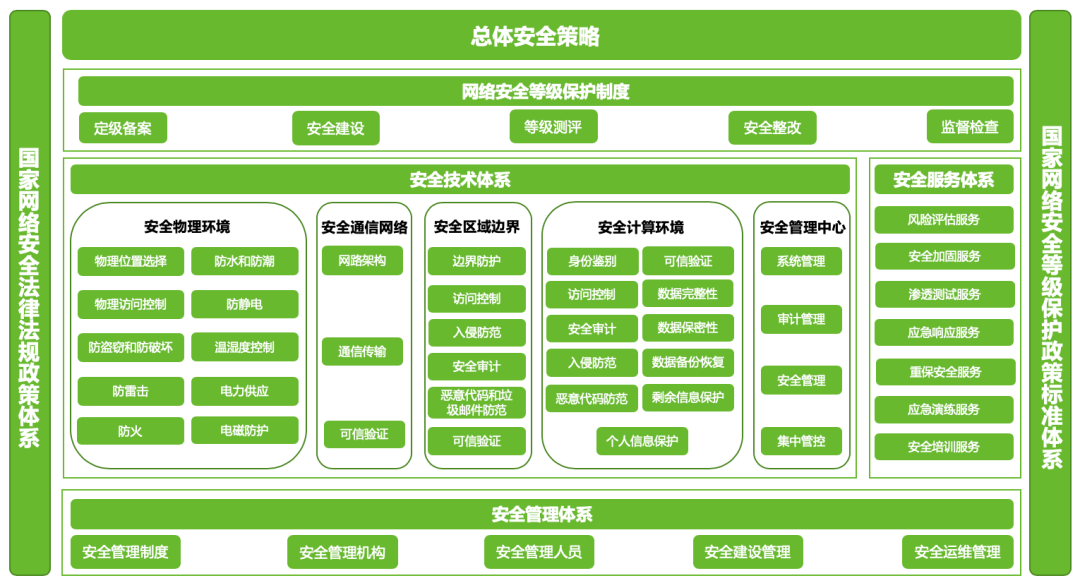 总体安全策略
网络安全等级保护制度
定级备案
安全建设
等级测评
安全整改
监督检查
国家网络安全法律法规政策体系
国家网络安全等级保护政策标准体系
安全技术体系
安全物理环境
物理位置选择
防水和防潮
物理访问控制
防静电
防盗窃和防破坏
温湿度控制
防雷击
电力供应
防火
电磁防护
安全通信网络
网路架构
通信传输
可信验证
安全区域边界
边界防护
访问控制
入侵防范
安全审计
恶意代码和垃
圾邮件防范
可信验证
安全计算环境
身份鉴别
可信验证
访问控制
数据完整性
安全审计
数据保密性
入侵防范
数据备份恢复
恶意代码防范
剩余信息保护
个人信息保护
安全管理中心
系统管理
审计管理
安全管理
集中管控
安全服务体系
风险评估服务
安全加固服务
渗透测试服务
应急响应服务
重保安全服务
应急演练服务
安全培训服务
安全管理体系
安全管理制度
安全管理机构
安全管理人员
安全建设管理
安全运维管理